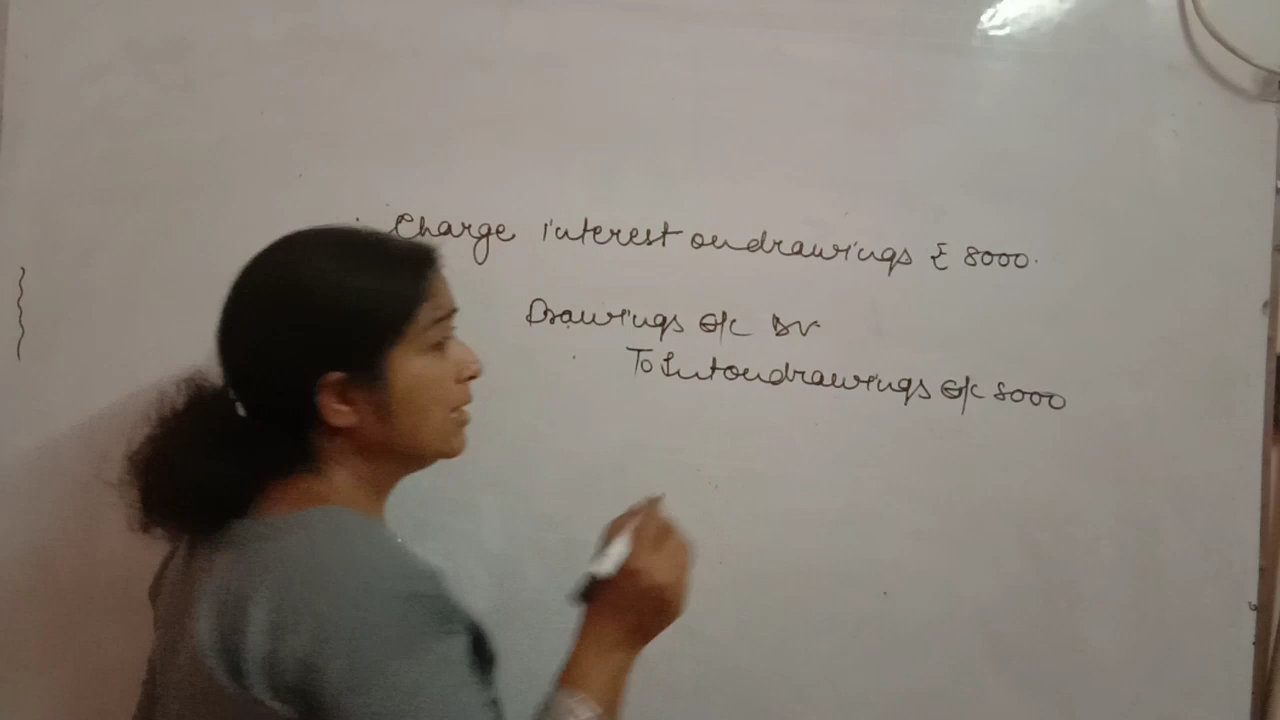 Charge interest on drawings ₹ 8000.
Drawings a/c Dr
To Int on drawings a/c 8000